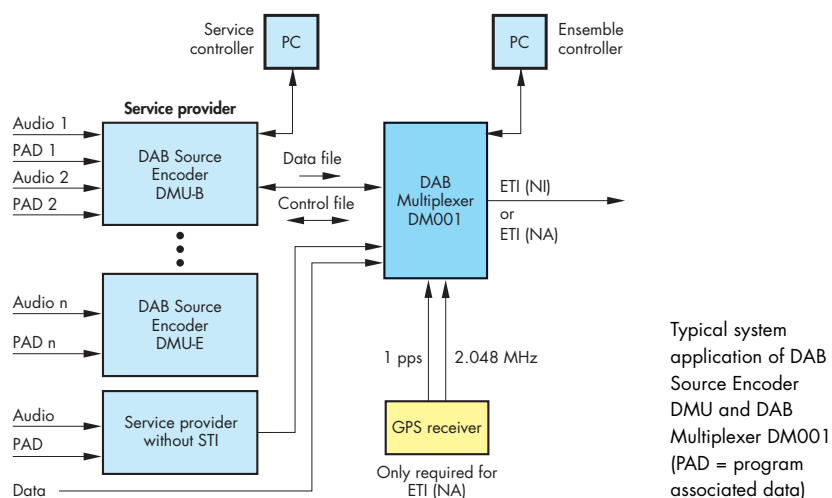 Service
controller
PC
PC
Ensemble
controller
Service provider
Audio 1
PAD 1
Audio 2
PAD 2
DAB Source
Encoder
DMU-B
Data file
Control file
DAB
Multiplexer
DM001
ETI (NI)
or
ETI (NA)
Audio n
PAD n
DAB Source
Encoder
DMU-E
1 pps
2.048 MHz
Audio
PAD
Service provider
without STI
GPS receiver
Data
Only required for
ETI (NA)
Typical system
application of DAB
Source Encoder
DMU and DAB
Multiplexer DM001
(PAD = program
associated data)